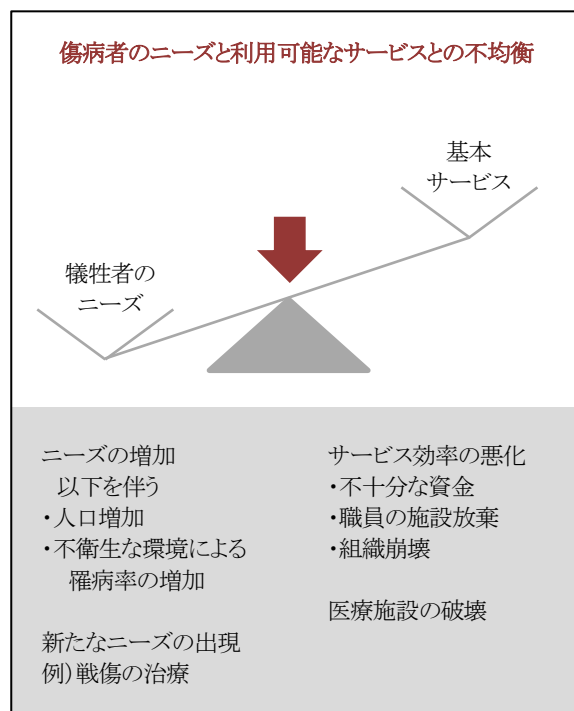 傷病者のニーズと利用可能なサービスとの不均衡
基本
サービス
犠牲者の
ニーズ
ニーズの増加
以下を伴う
・人口増加
・不衛生な環境による
罹病率の増加
新たなニーズの出現
例）戦傷の治療
サービス効率の悪化
・不十分な資金
・職員の施設放棄
・組織崩壊
医療施設の破壊